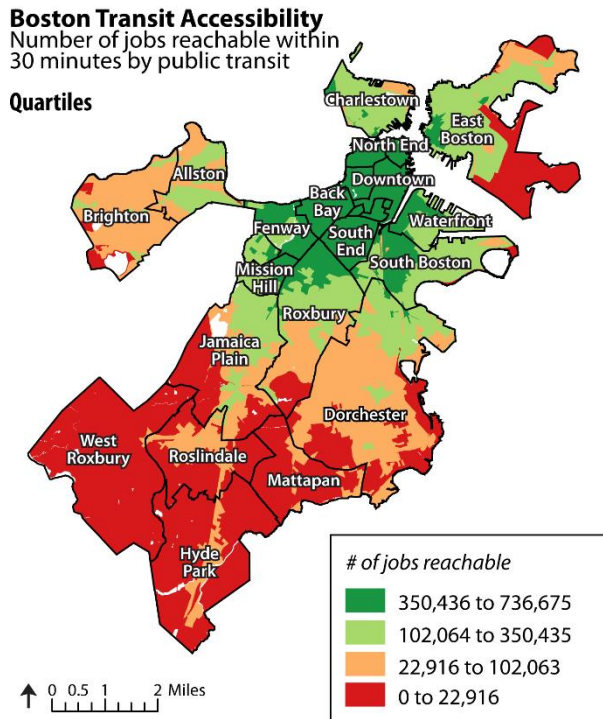 Boston Transit Accessibility
Number of jobs reachable within
30 minutes by public transit
Quartiles
Charlestown
East
Boston
North End
Allston
Downtown
Back
Bay
Brighton
Waterfront
Fenway
South
End
South Boston
Mission
Hill
Roxbury
Jamaica
Plain
Dorchester
West
Roxbury
Roslindale
Mattapan
Hyde
Park
# of jobs reachable
350,436 to 736,675
102,064 to 350,435
22,916 to 102,063
0 to 22,916
0 0.5 1 2 Miles